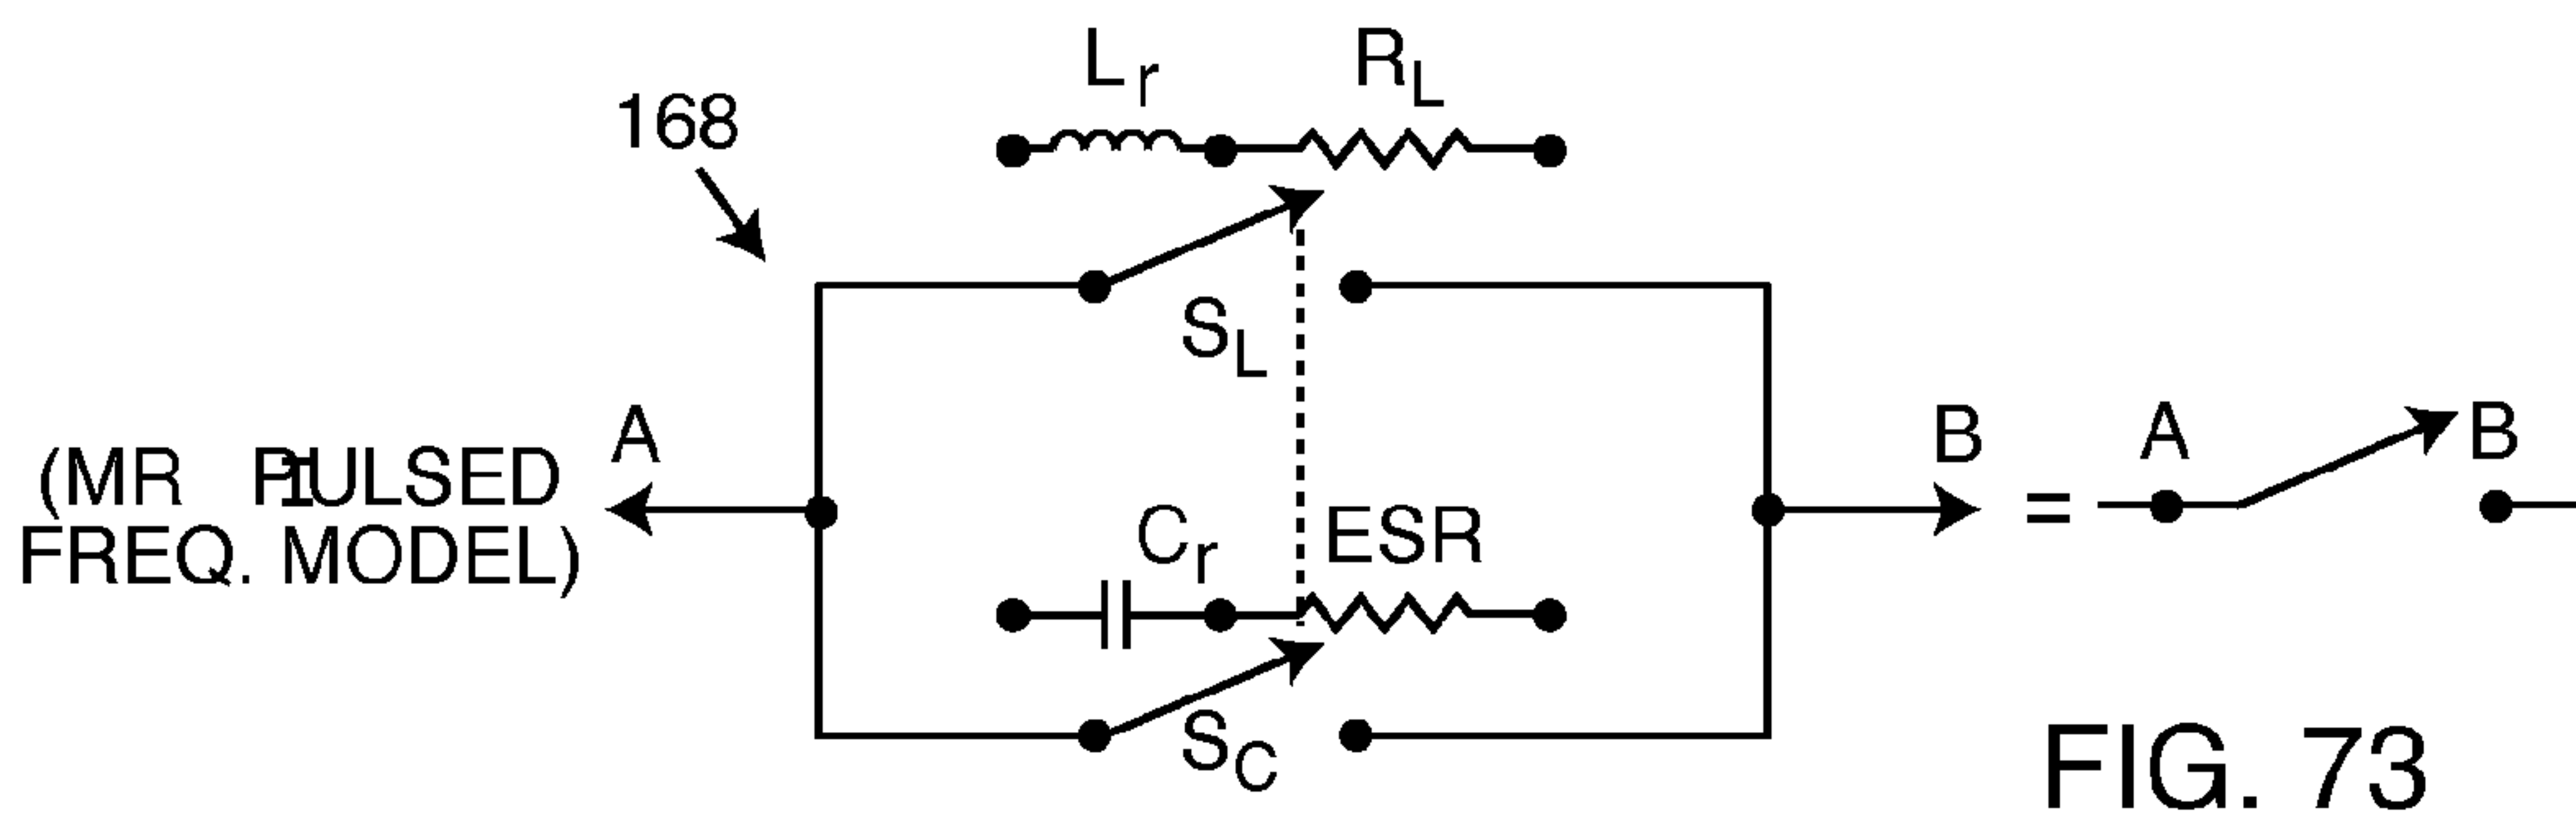 168
Lr
RL
SL
A
(MR PULSED
FREQ. MODEL)
Cr
ESR
SC
B
=
A
B
FIG. 73